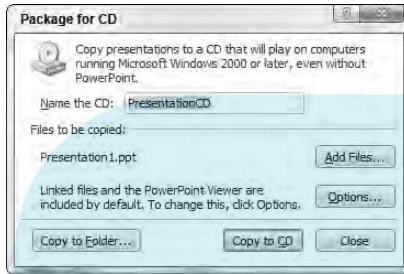 Package for CD
Copy presentations to a CD that will play on computers
running Microsoft Windows 2000 or later, even without
PowerPoint.
Name the CD: PresentationCD
Files to be copied:
Presentation1.ppt Add Files...
Linked files and the PowerPoint Viewer are
included by default. To change this, click Options.
Options...
Copy to Folder... Copy to CD Close